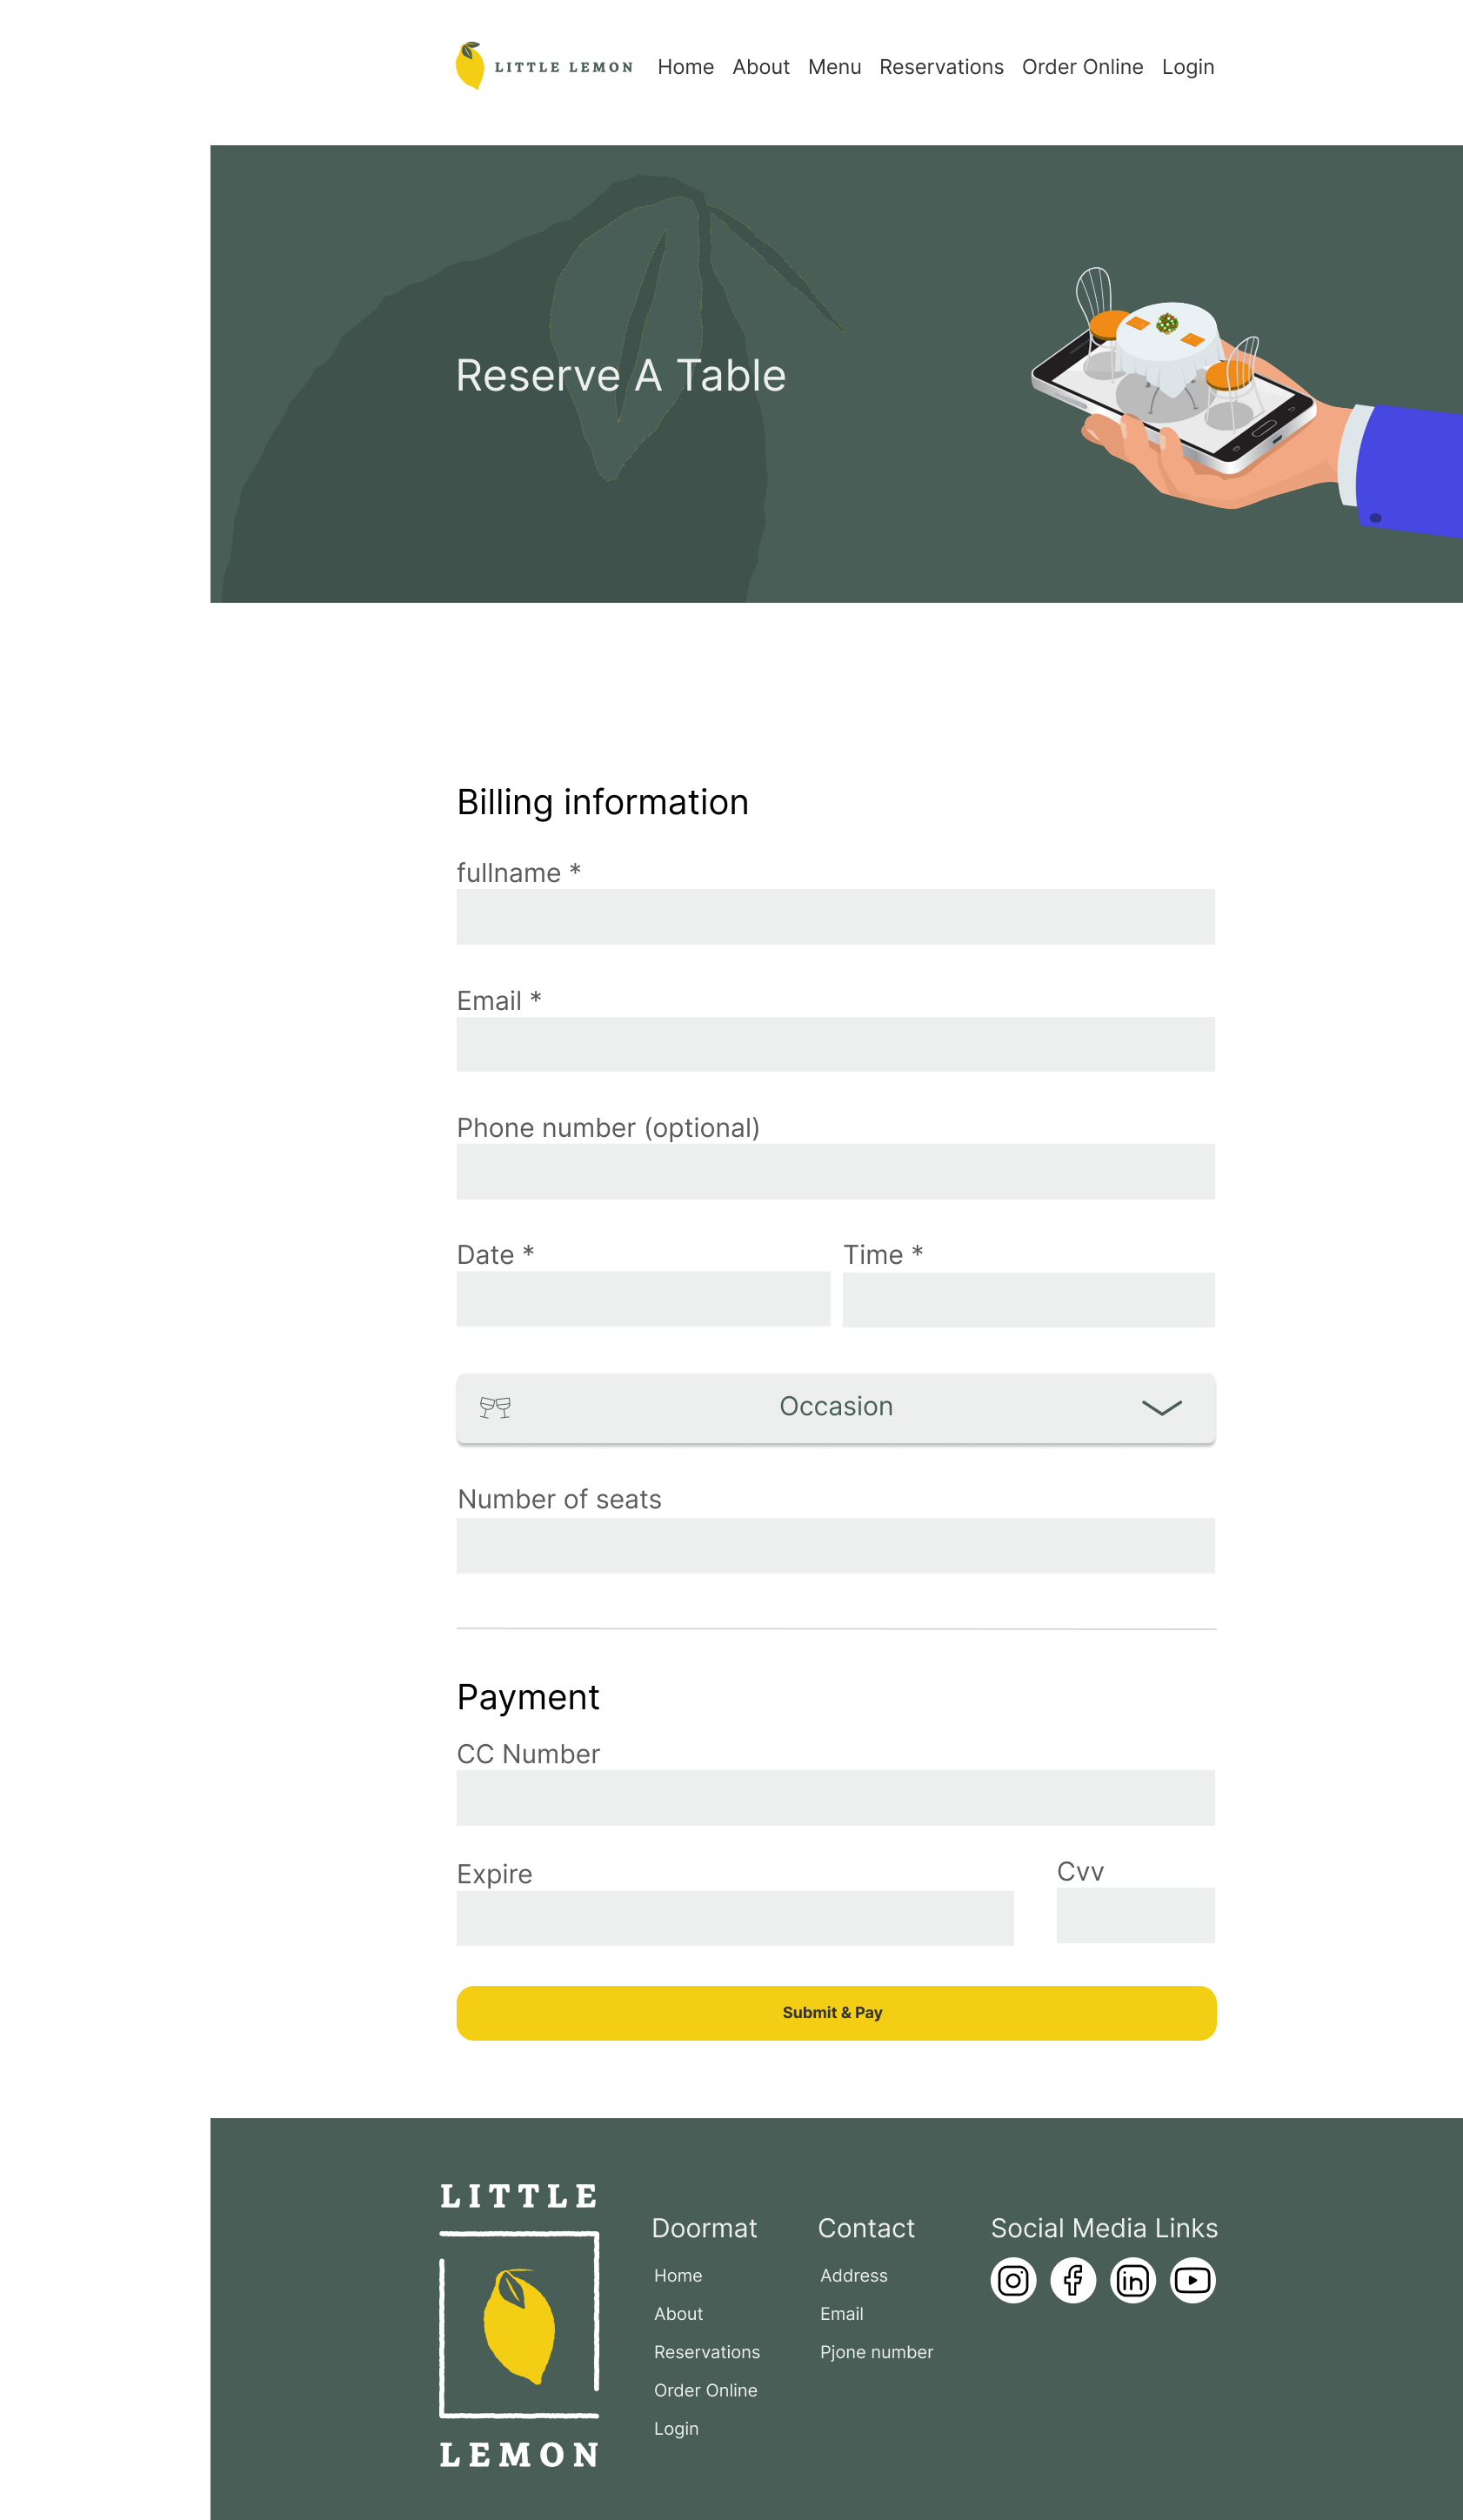 LITTLE LEMON Home About Menu Reservations Order Online Login
Reserve A Table
Billing information
fullname *
Email *
Phone number (optional)
Date * Time *
Occasion
Number of seats
Payment
CC Number
Expire Cvv
Submit & Pay
LITTLE
LEMON
Doormat
Home
About
Reservations
Order Online
Login
Contact
Address
Email
Pjone number
Social Media Links
in